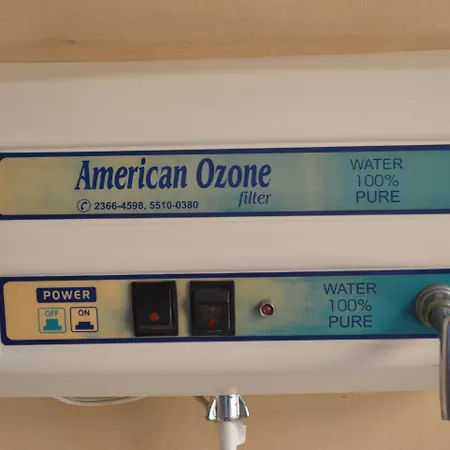 American Ozone
filter
2366-4598, 5510-0380
WATER
100%
PURE
POWER
OFF ON
WATER
100%
PURE